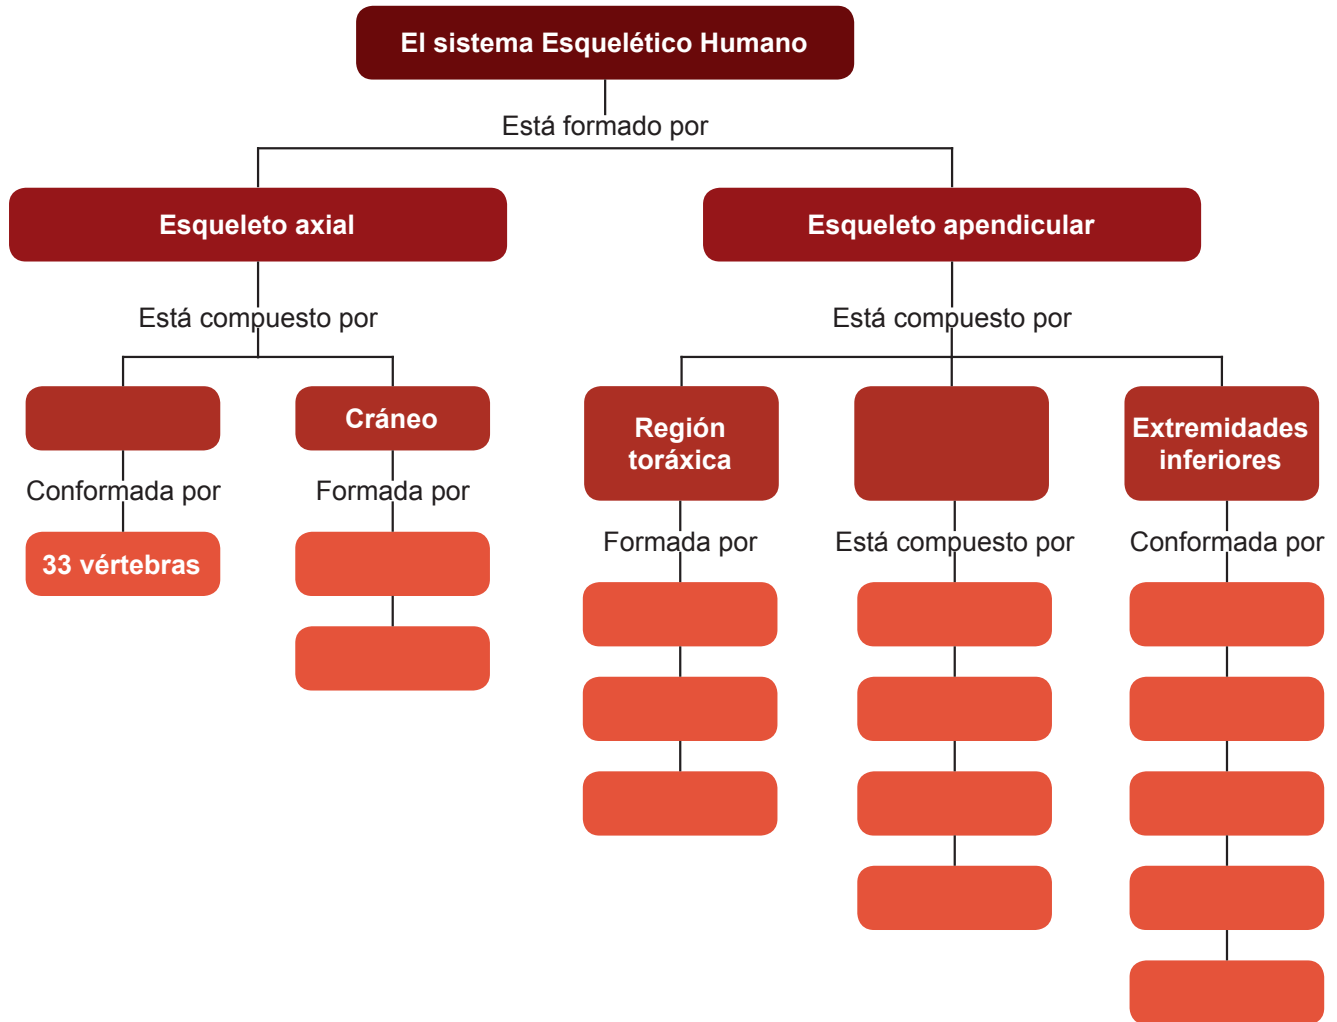 El sistema Esquelético Humano
Está formado por
Esqueleto axial
Esqueleto apendicular
Está compuesto por
Está compuesto por
Cráneo
Región
toráxica
Extremidades
inferiores
Conformada por
Formada por
Formada por
Está compuesto por
Conformada por
33 vértebras